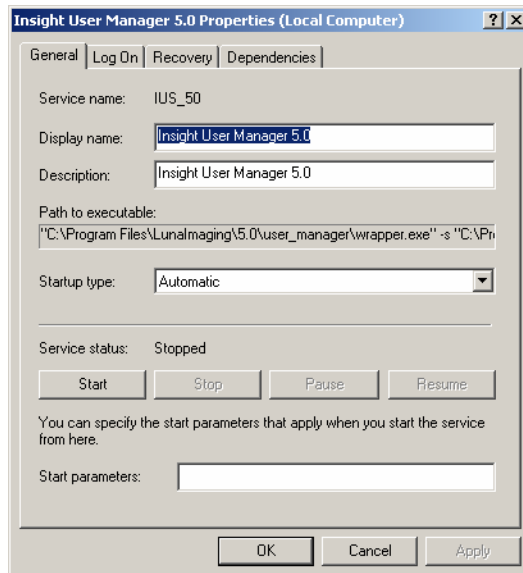 Insight User Manager 5.0 Properties (Local Computer)
General Log On Recovery Dependencies
Service name: IUS_50
Display name: Insight User Manager 5.0
Description: Insight User Manager 5.0
Path to executable:
"C:\Program Files\LunaImaging\5.0\user_manager\wrapper.exe" -s "C:\Pr
Startup type: Automatic
Service status: Stopped
Start Stop Pause Resume
You can specify the start parameters that apply when you start the service
from here.
Start parameters:
OK Cancel Apply